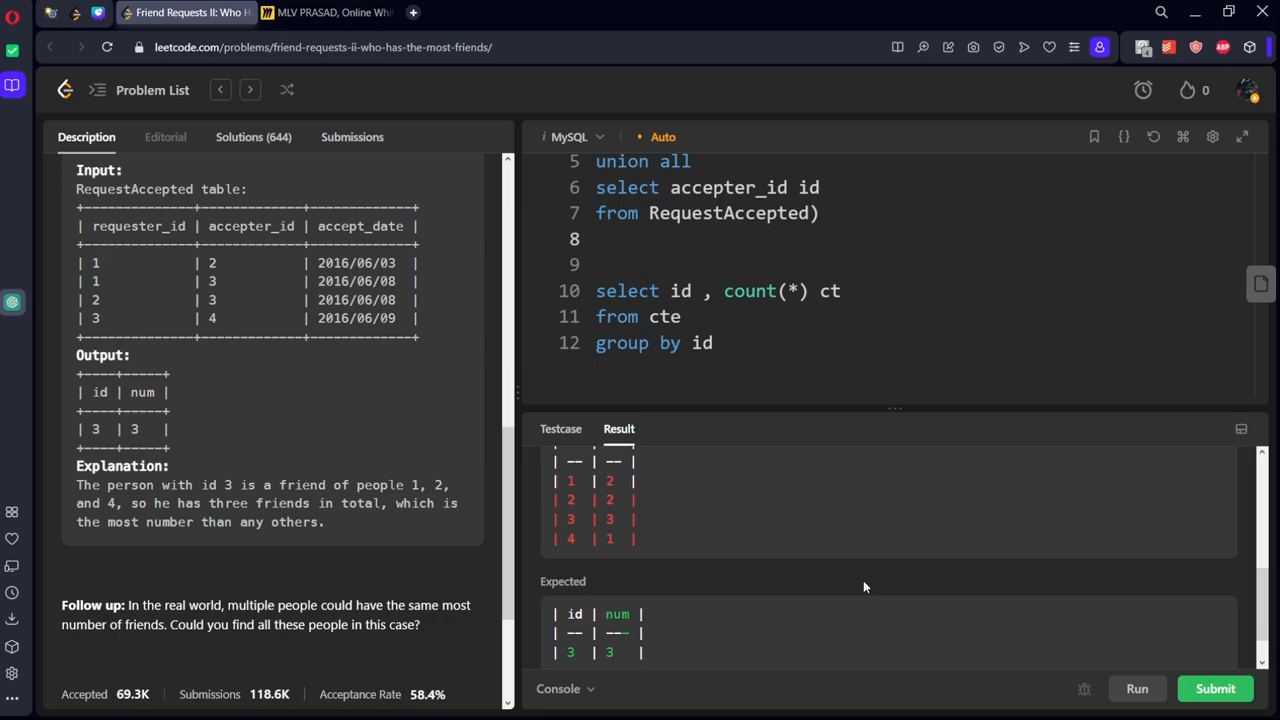 Friend Requests II: Who H
MLV PRASAD, Online Whi
leetcode.com/problems/friend-requests-ii-who-has-the-most-friends/
Problem List
0
Description Editorial Solutions (644) Submissions
Input:
RequestAccepted table:
+--------------+-------------+-------------+
| requester_id | accepter_id | accept_date |
+--------------+-------------+-------------+
| 1 | 2 | 2016/06/03 |
| 1 | 3 | 2016/06/08 |
| 2 | 3 | 2016/06/08 |
| 3 | 4 | 2016/06/09 |
+--------------+-------------+-------------+
Output:
+----+-----+
| id | num |
+----+-----+
| 3 | 3 |
+----+-----+
Explanation:
The person with id 3 is a friend of people 1, 2,
and 4, so he has three friends in total, which is
the most number than any others.
Follow up: In the real world, multiple people could have the same most
number of friends. Could you find all these people in this case?
Accepted 69.3K Submissions 118.6K Acceptance Rate 58.4%
i MySQL • Auto
5 union all
6 select accepter_id id
7 from RequestAccepted)
8
9
10 select id , count(*) ct
11 from cte
12 group by id
Testcase Result
| -- | -- |
| 1 | 2 |
| 2 | 2 |
| 3 | 3 |
| 4 | 1 |
Expected
| id | num |
| -- | --- |
| 3 | 3 |
Console Run Submit